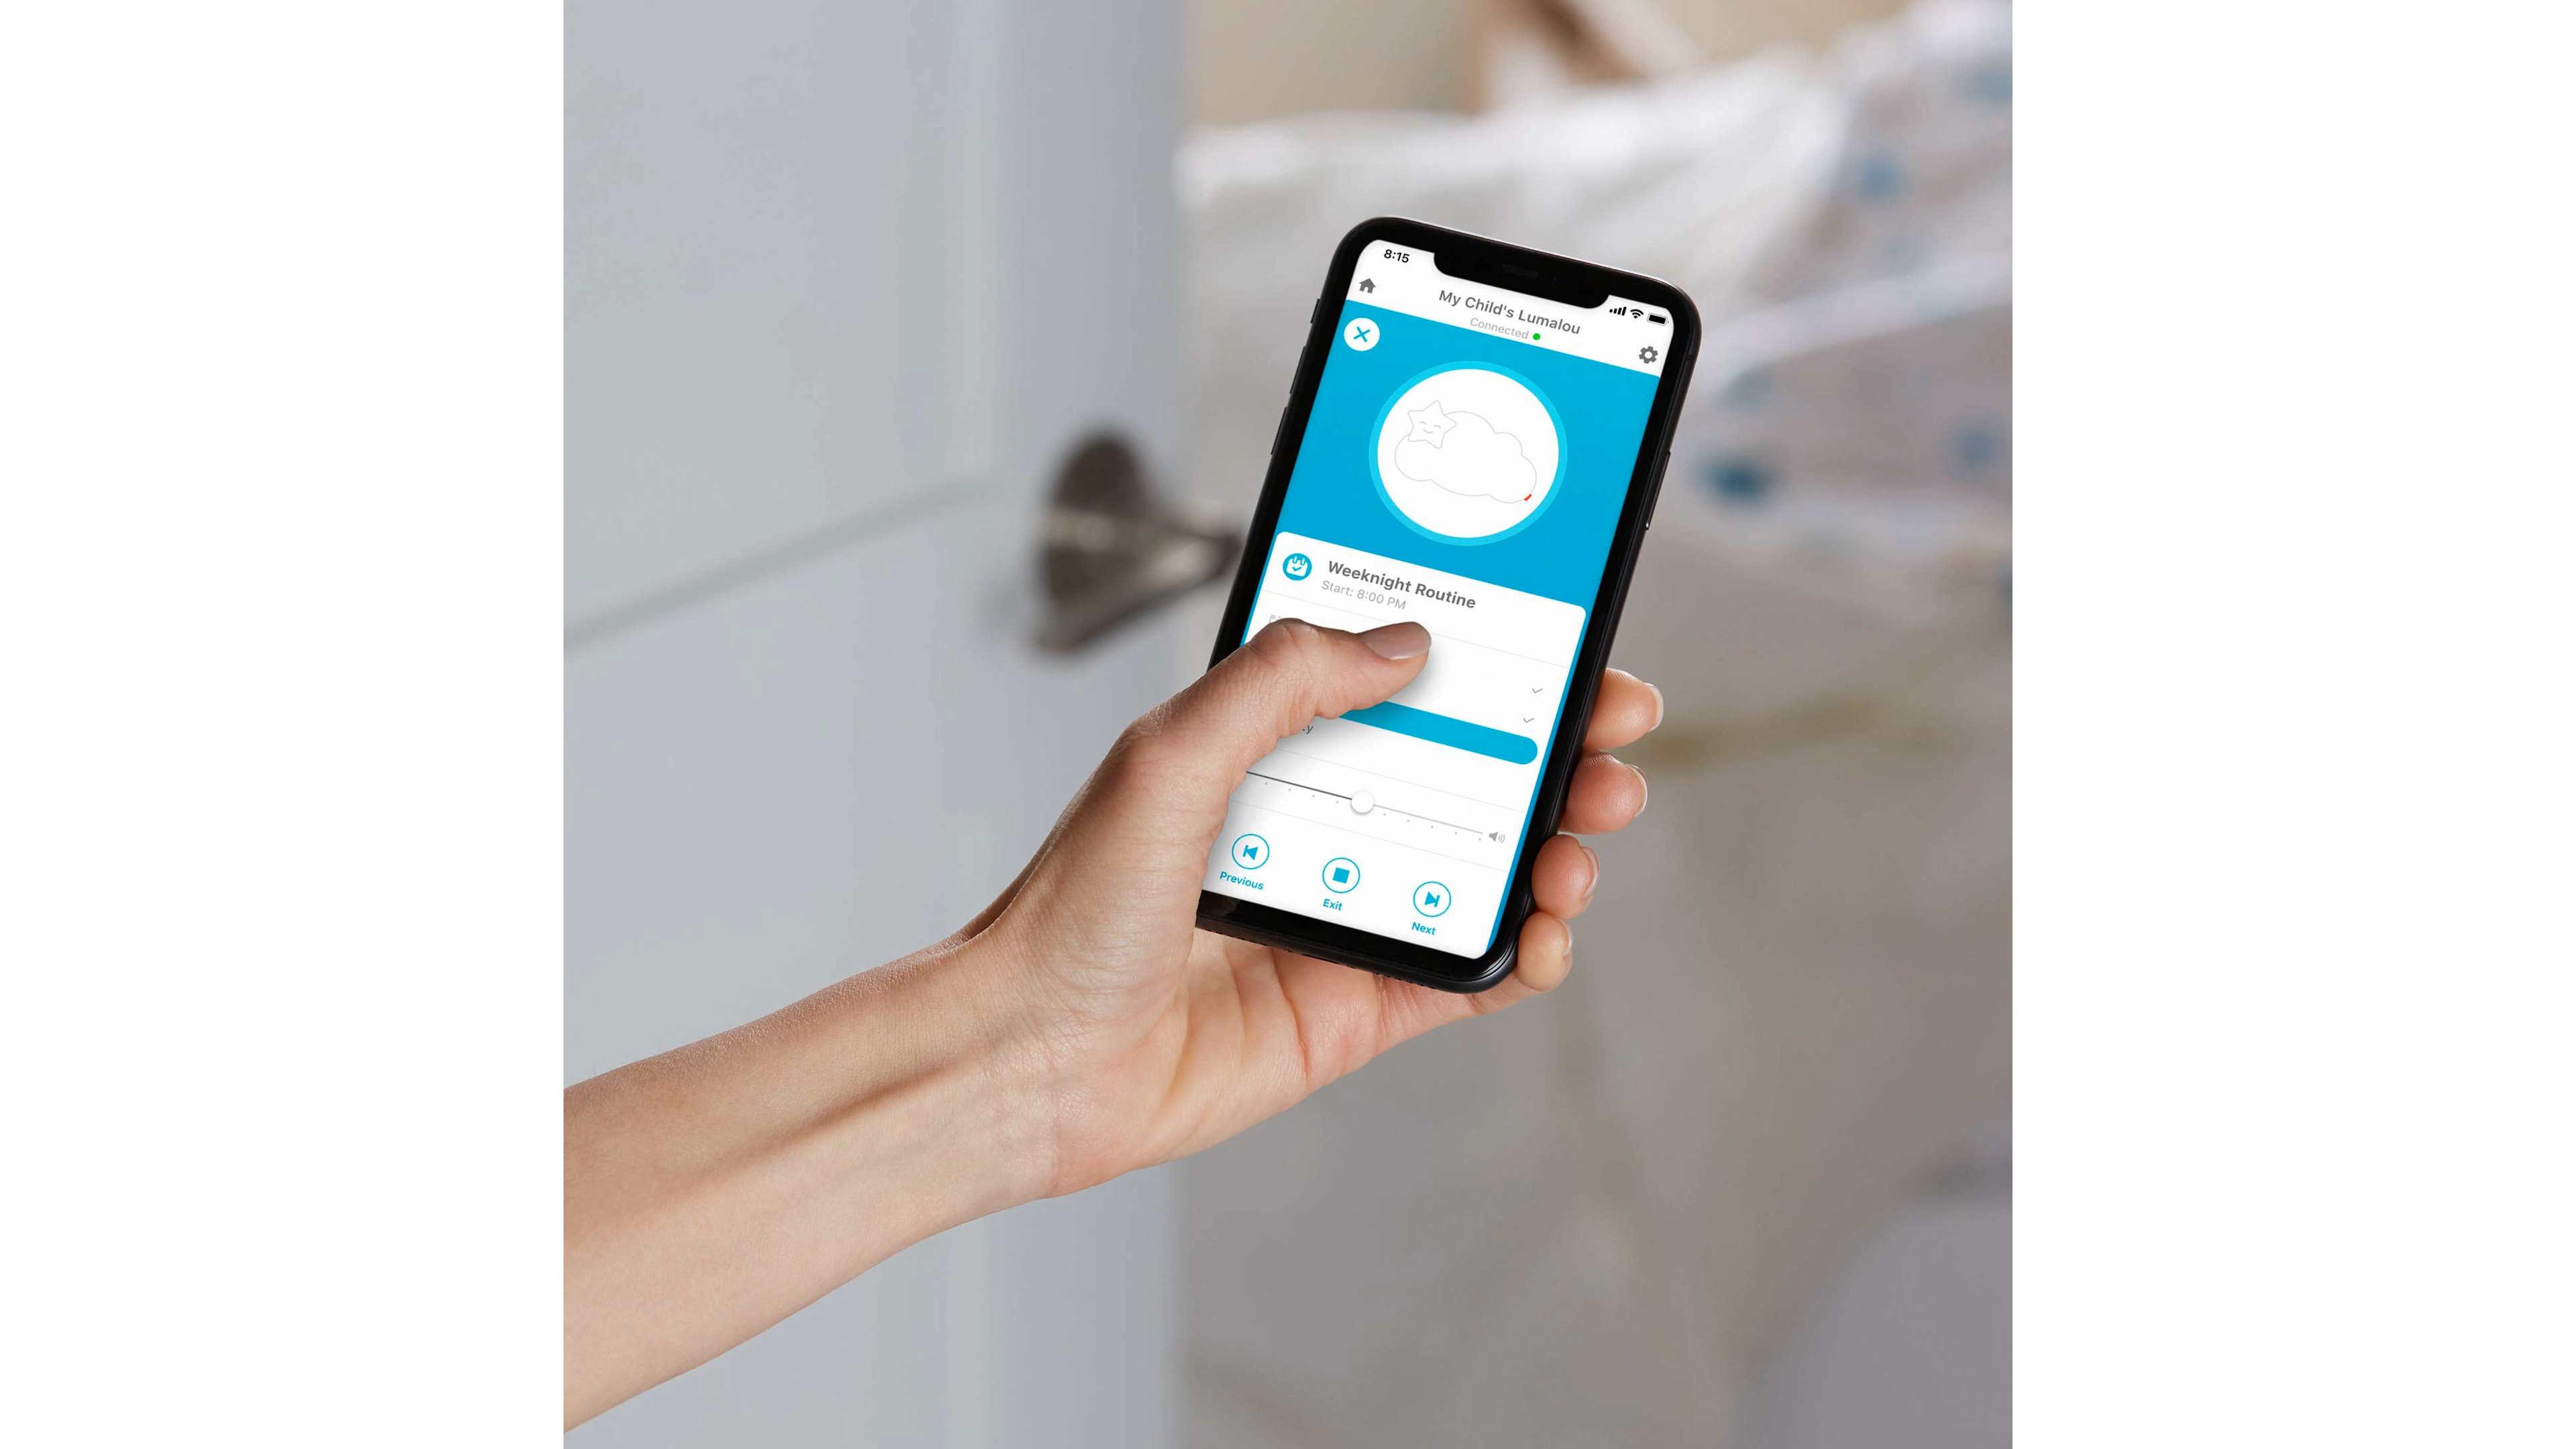 8:15
My Child's Lumalou
Connected
Weeknight Routine
Start: 8:00 PM
Previous
Exit
Next